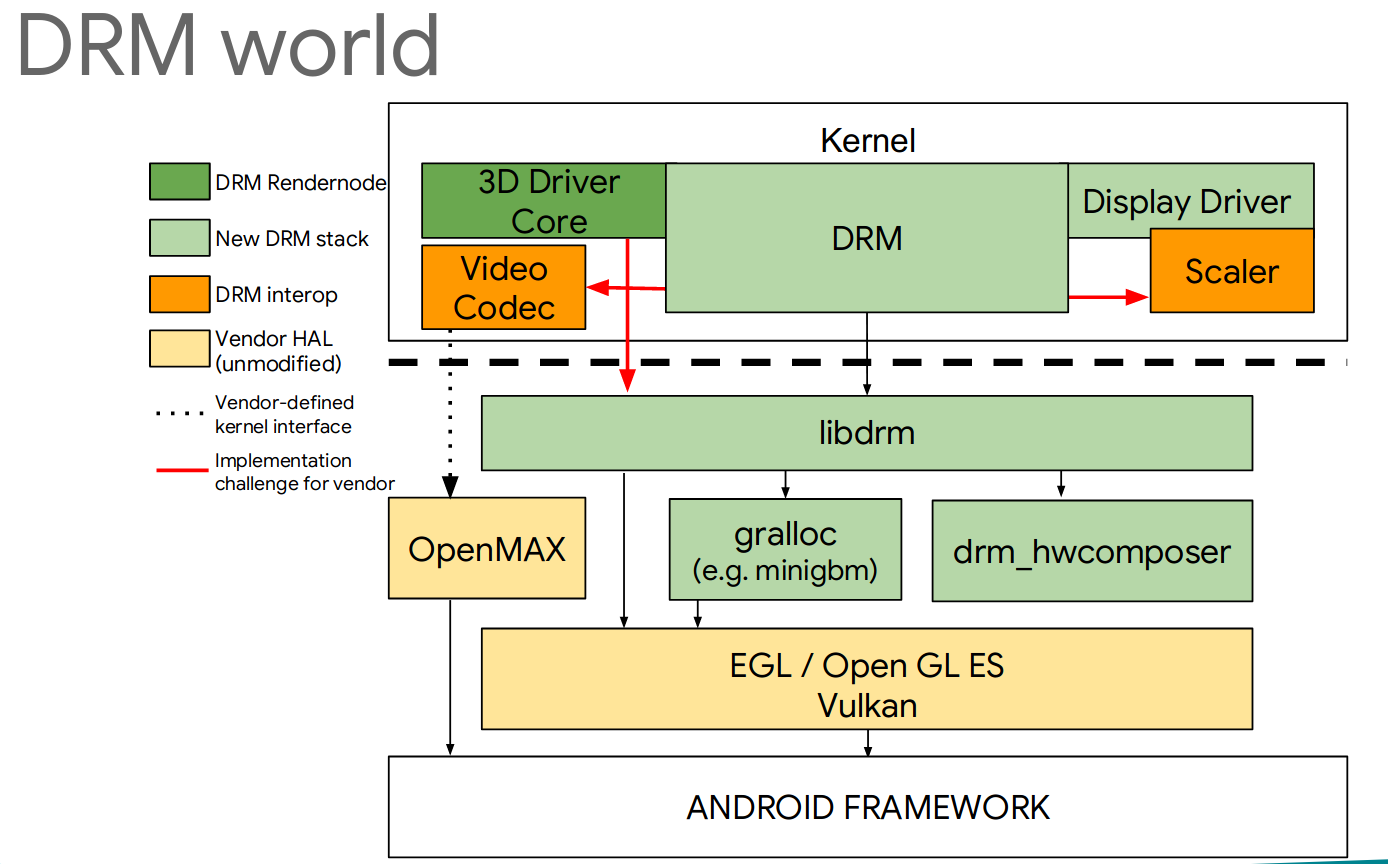 DRM world
DRM Rendernode
New DRM stack
DRM interop
Vendor HAL
(unmodified)
Vendor-defined
kernel interface
Implementation
challenge for vendor
Kernel
3D Driver
Core
DRM
Display Driver
Video
Codec
Scaler
libdrm
OpenMAX
gralloc
(e.g. minigbm)
drm_hwcomposer
EGL / Open GL ES
Vulkan
ANDROID FRAMEWORK